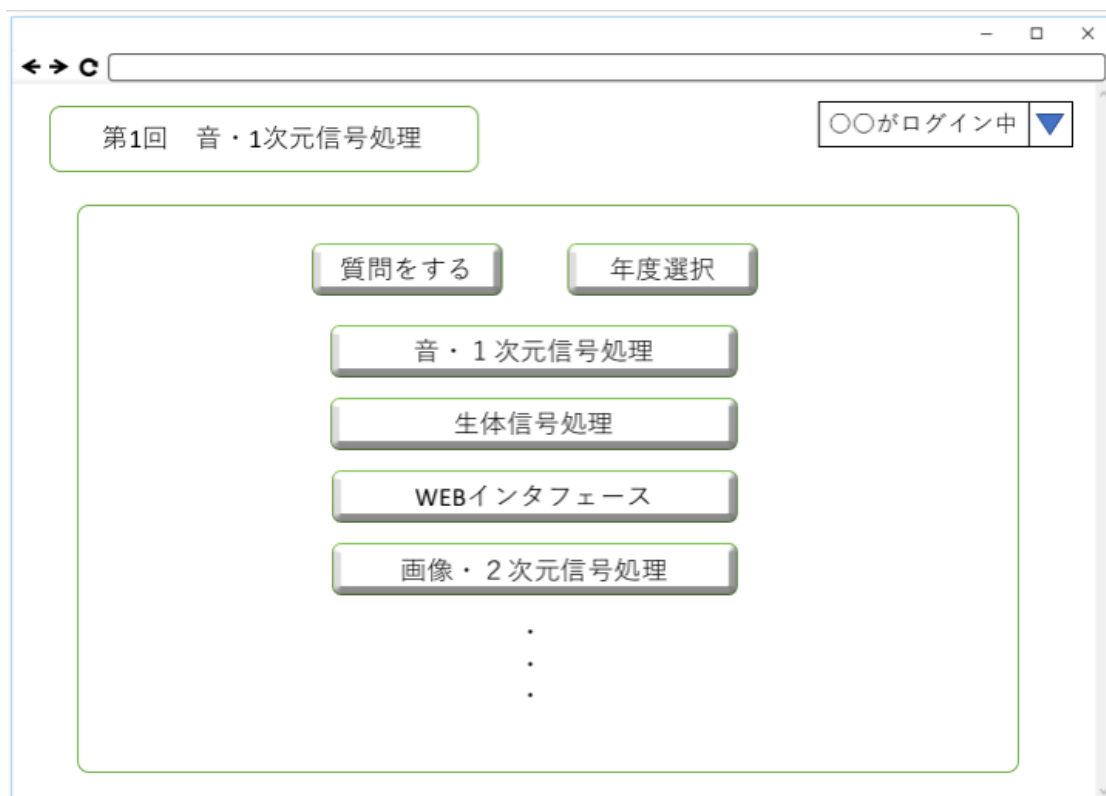 第1回　音・1次元信号処理
〇〇がログイン中
質問をする
年度選択
音・１次元信号処理
生体信号処理
WEBインタフェース
画像・２次元信号処理
・
・
・